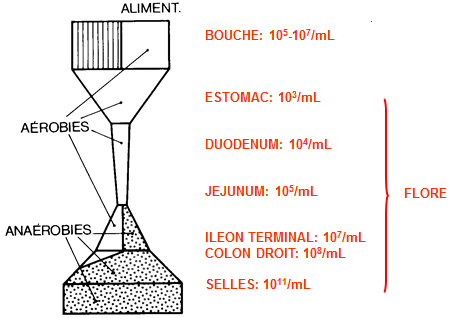 ALIMENT.
BOUCHE: 10⁵-10⁷/mL
ESTOMAC: 10³/mL
AÉROBIES
DUODENUM: 10⁴/mL
JEJUNUM: 10⁵/mL
FLORE
ANAÉROBIES
ILEON TERMINAL: 10⁷/mL
COLON DROIT: 10⁸/mL
SELLES: 10¹¹/mL